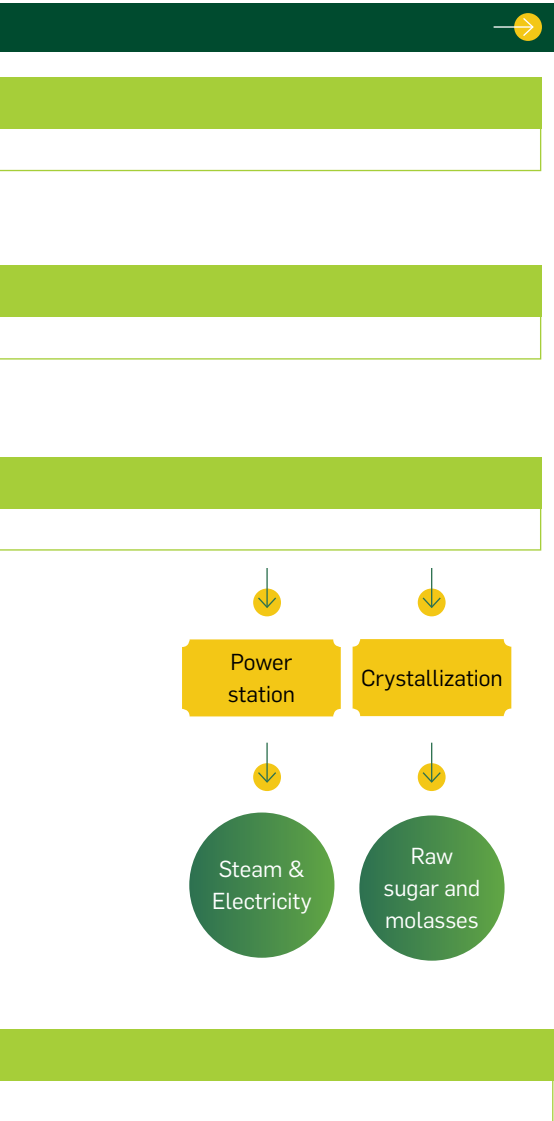 Power
station
Crystallization
Steam &
Electricity
Raw
sugar and
molasses